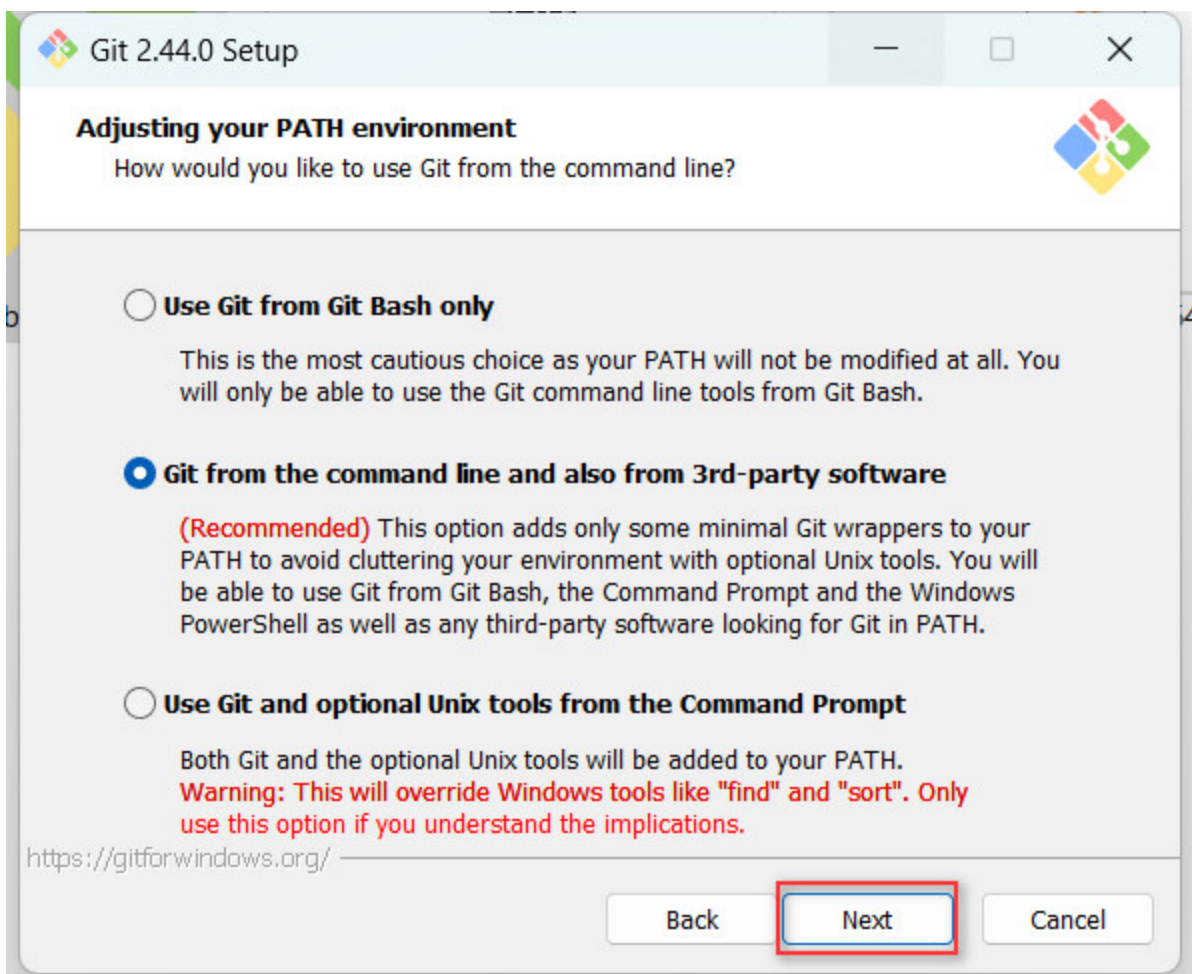 Git 2.44.0 Setup
Adjusting your PATH environment
How would you like to use Git from the command line?
Use Git from Git Bash only
This is the most cautious choice as your PATH will not be modified at all. You
will only be able to use the Git command line tools from Git Bash.
Git from the command line and also from 3rd-party software
(Recommended) This option adds only some minimal Git wrappers to your
PATH to avoid cluttering your environment with optional Unix tools. You will
be able to use Git from Git Bash, the Command Prompt and the Windows
PowerShell as well as any third-party software looking for Git in PATH.
Use Git and optional Unix tools from the Command Prompt
Both Git and the optional Unix tools will be added to your PATH.
Warning: This will override Windows tools like "find" and "sort". Only
use this option if you understand the implications.
https://gitforwindows.org/
Back Next Cancel